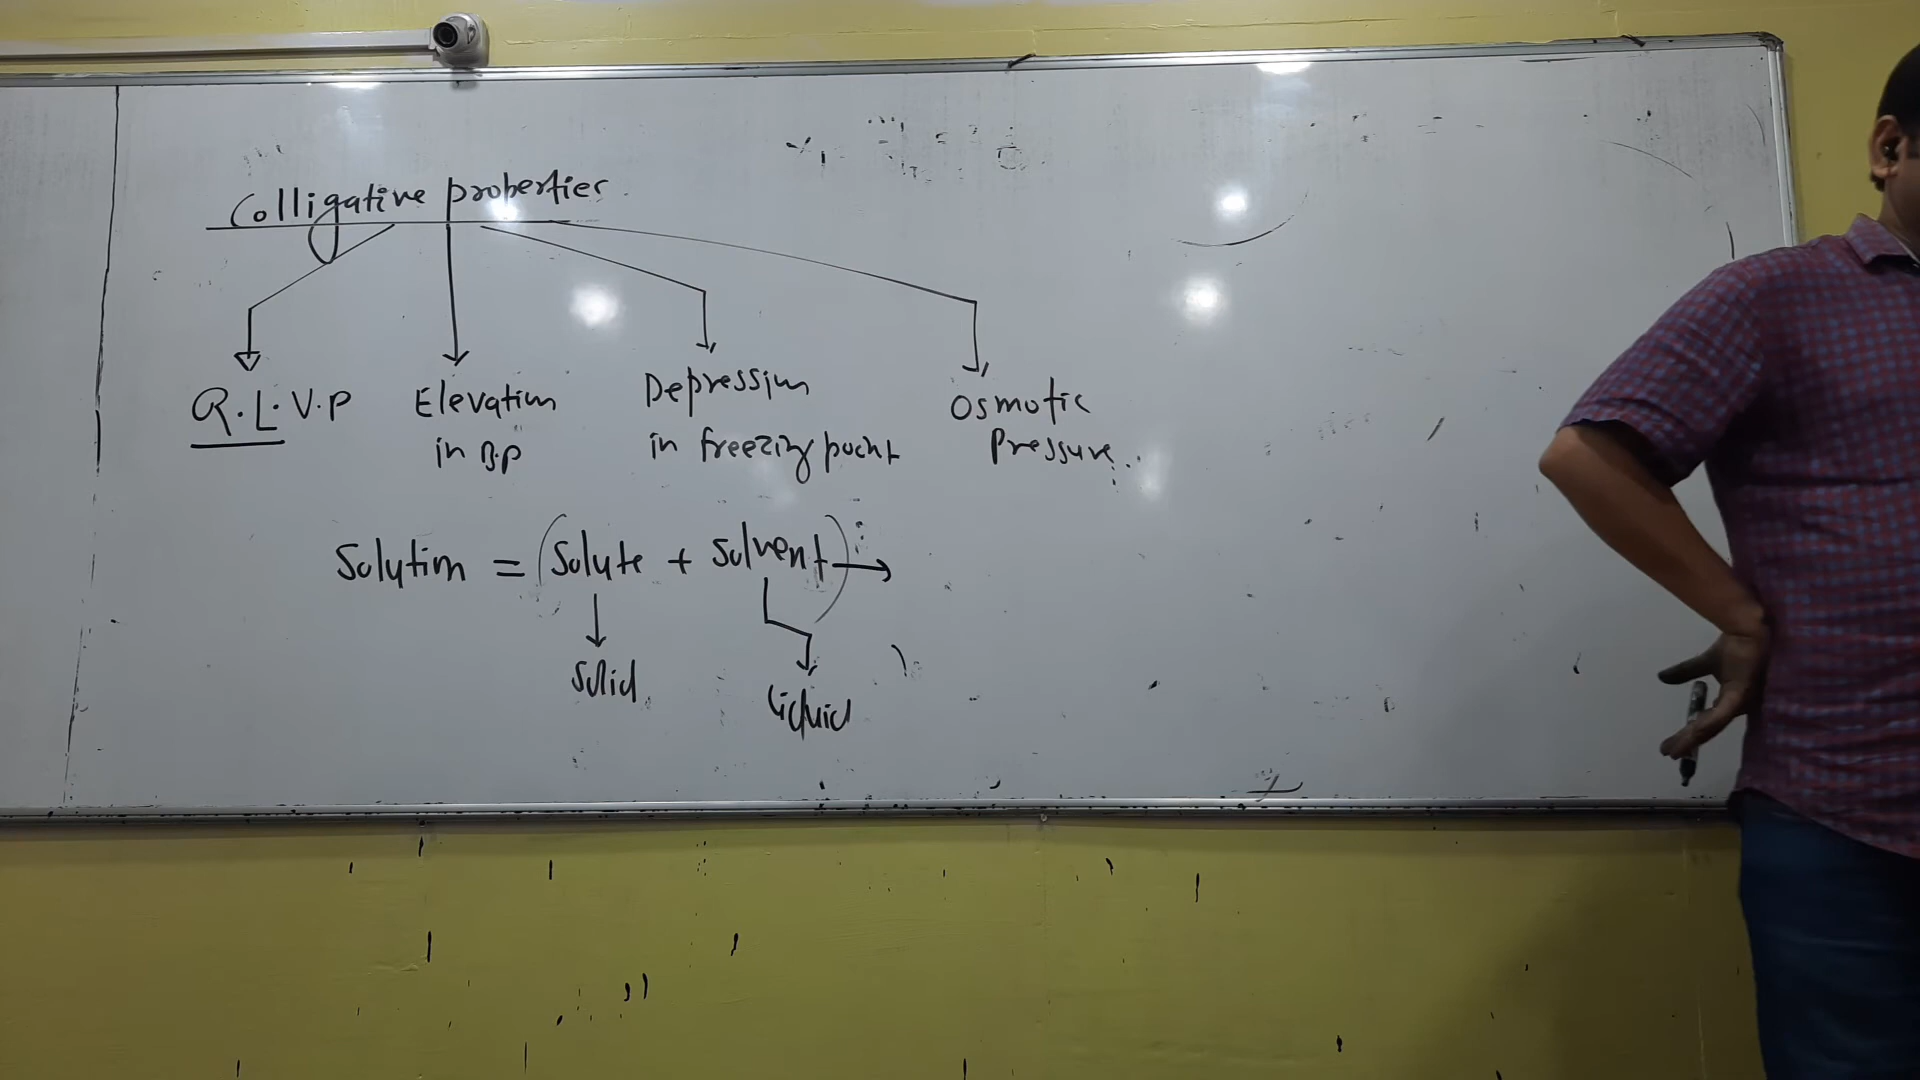 Colligative properties
R.L.V.P
Elevation
in B.P
Depression
in freezing point
Osmotic
Pressure
Solution = (Solute + Solvent) →
Solid
Liquid